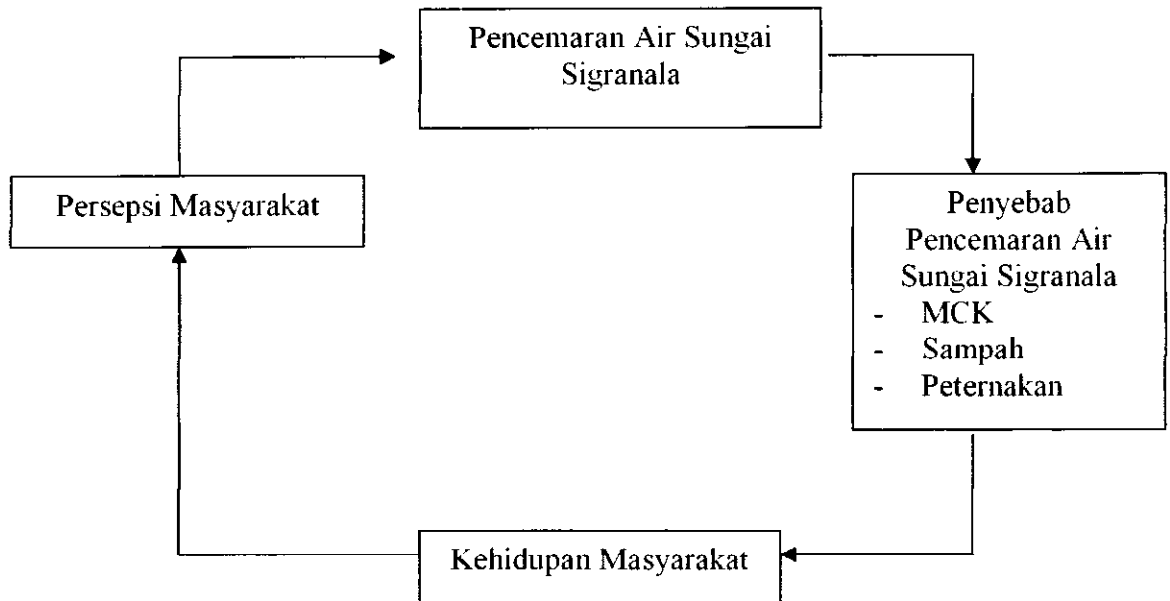 Pencemaran Air Sungai
Sigranala
Persepsi Masyarakat
Penyebab
Pencemaran Air
Sungai Sigranala
- MCK
- Sampah
- Peternakan
Kehidupan Masyarakat